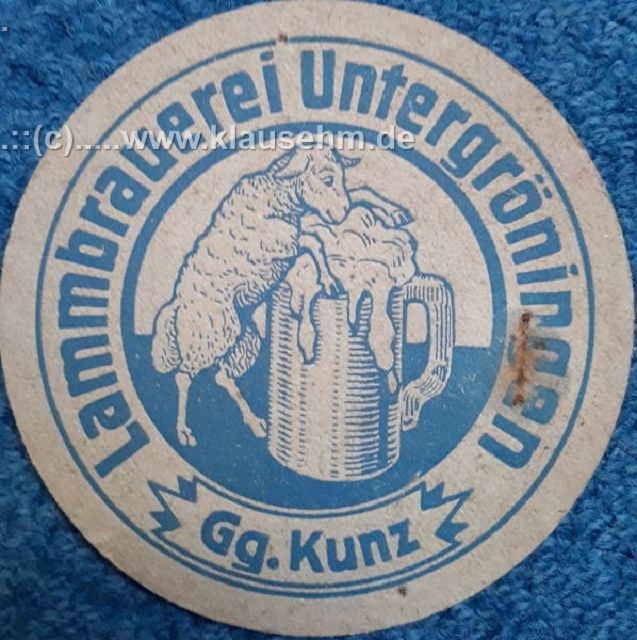 .::(c).....www.klausehm.de
Lammbrauerei Untergröningen
Gg. Kunz